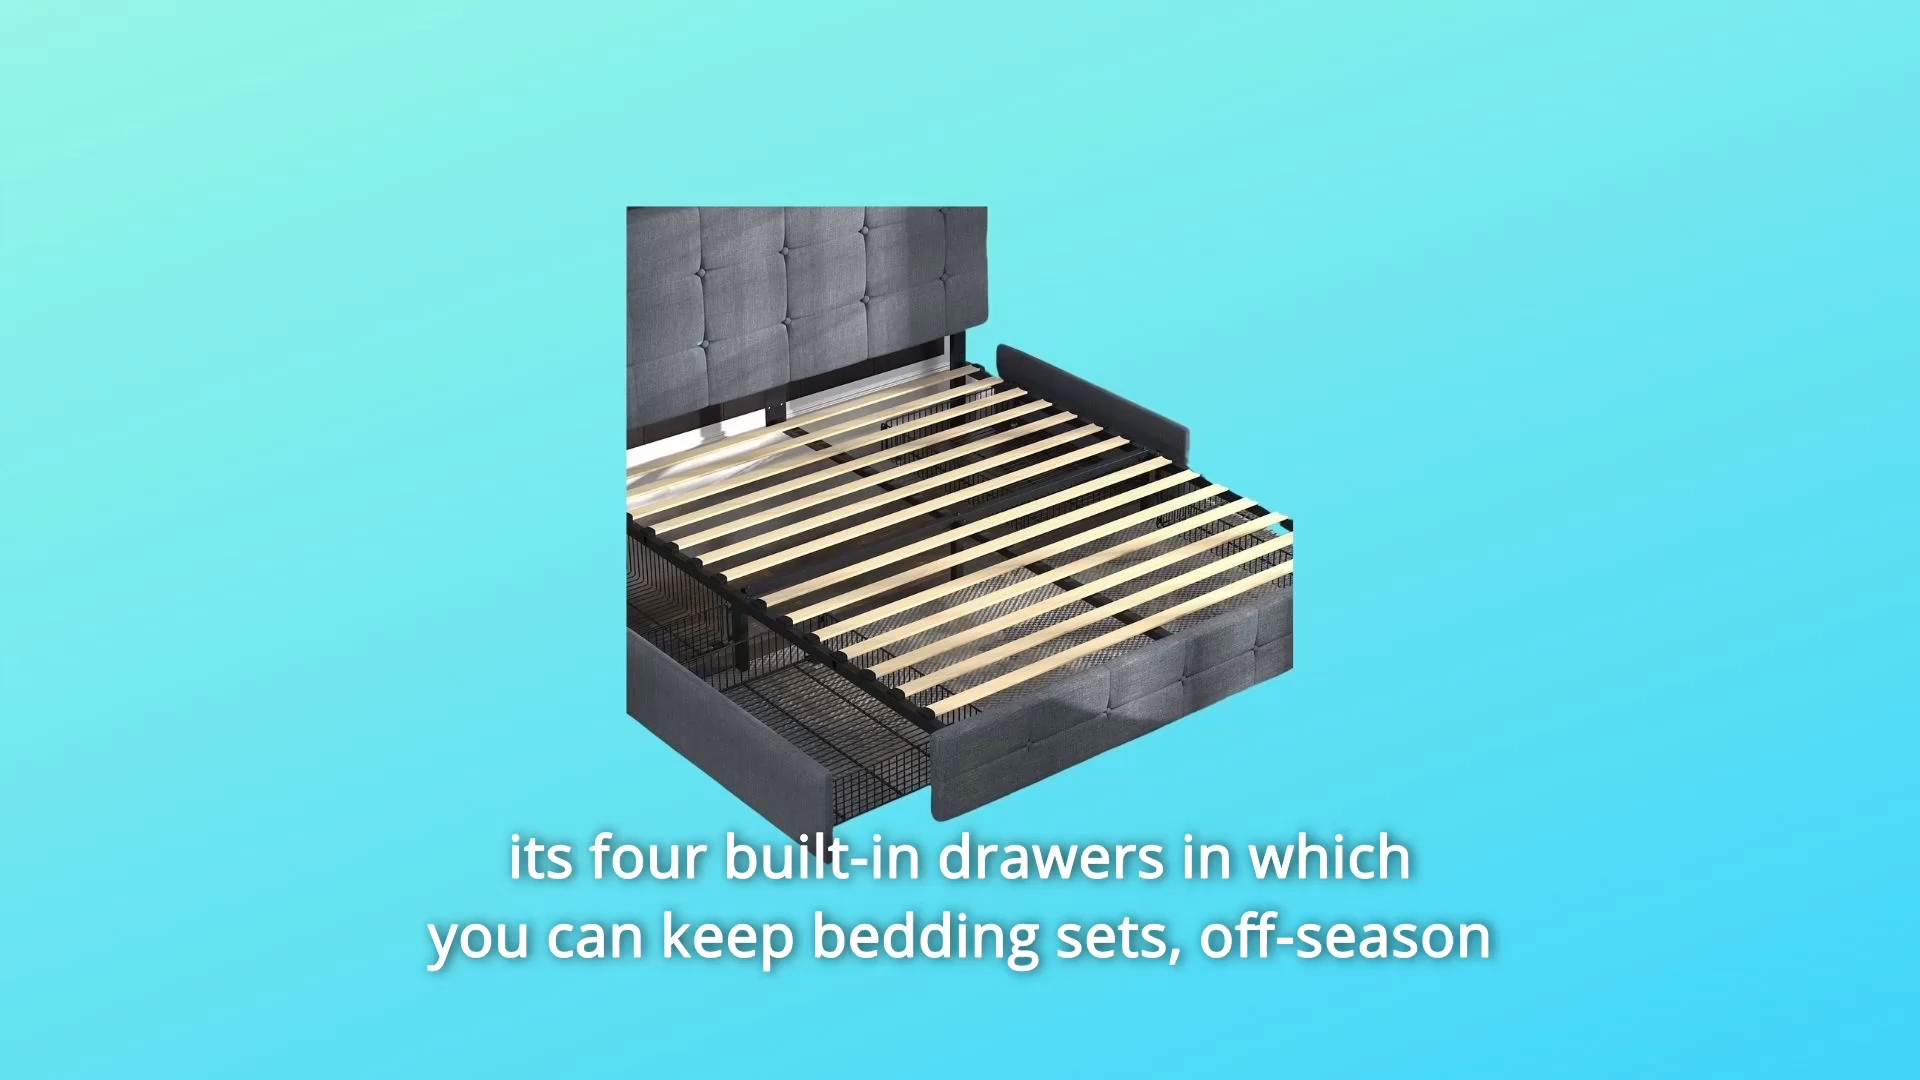 its four built-in drawers in which
you can keep bedding sets, off-season